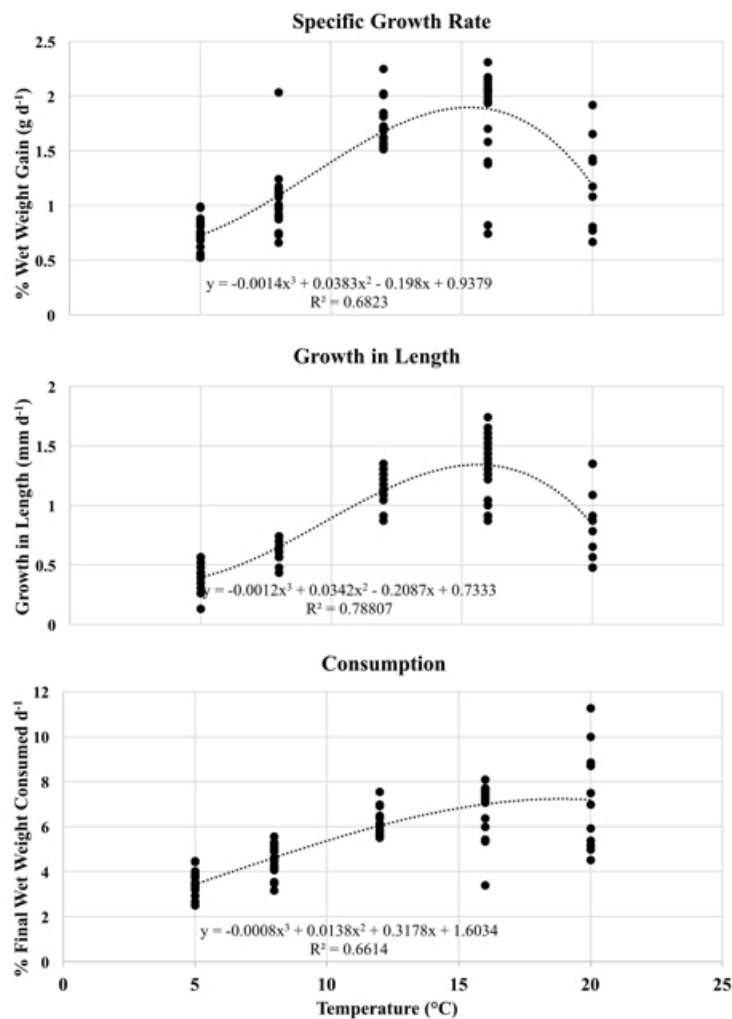 Specific Growth Rate
% Wet Weight Gain (g d⁻¹)
2.5
2
1.5
1
0.5
0
y = -0.0014x³ + 0.0383x² - 0.198x + 0.9379
R² = 0.6823
Growth in Length
Growth in Length (mm d⁻¹)
2
1.5
1
0.5
0
y = -0.0012x³ + 0.0342x² - 0.2087x + 0.7333
R² = 0.78807
Consumption
% Final Wet Weight Consumed d⁻¹
12
10
8
6
4
2
0
y = -0.0008x³ + 0.0138x² + 0.3178x + 1.6034
R² = 0.6614
0 5 10 15 20 25
Temperature (°C)